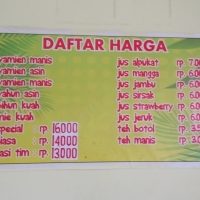 DAFTAR HARGA
yamien manis
yamien asin
yamien manis
bihun asin
bihun kuah
mie kuah
special rp. 16000
biasa rp. 14000
nasi tim rp. 13000
jus alpukat rp. 7.0
jus mangga rp. 6.0
jus jambu rp. 6.0
jus sirsak rp. 6.0
jus strawberry rp. 6.0
jus jeruk rp. 6.0
teh botol rp. 3.5
teh manis rp. 3.0